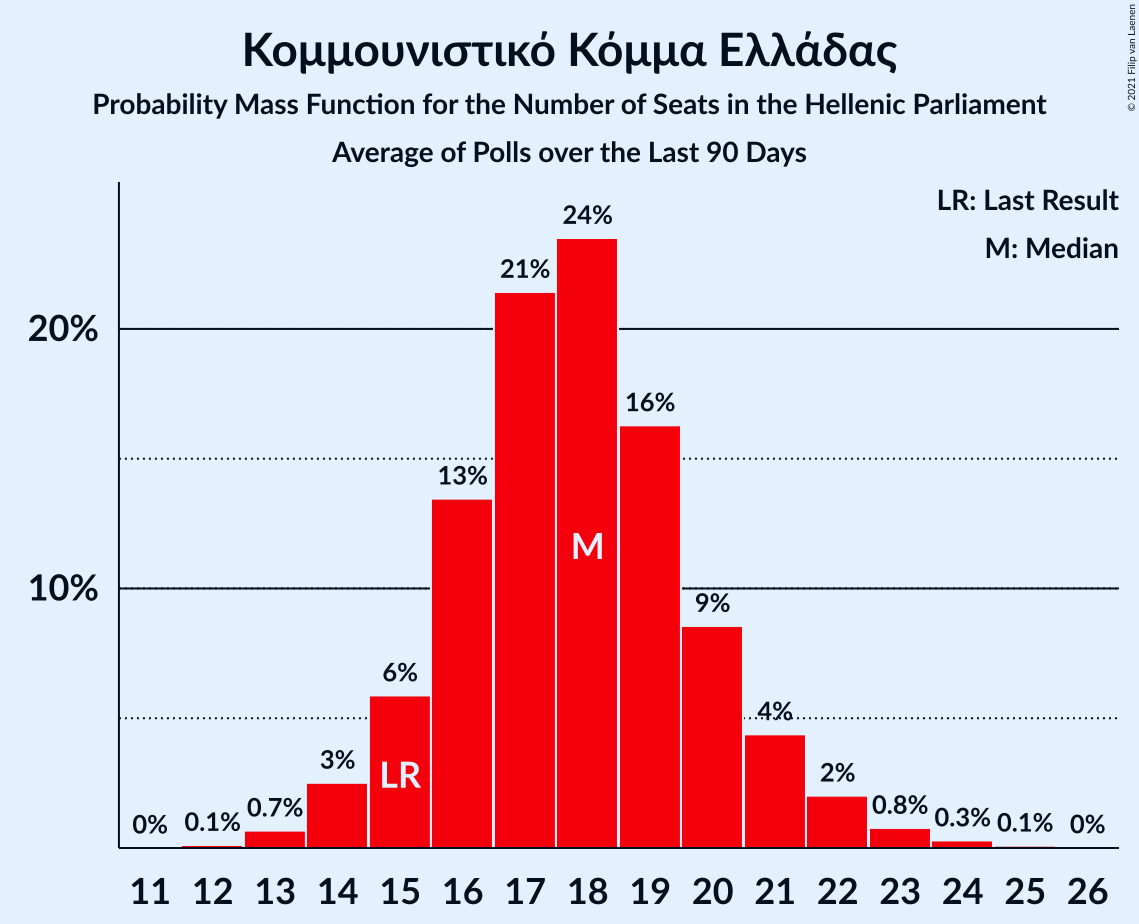 Κομμουνιστικό Κόμμα Ελλάδας
Probability Mass Function for the Number of Seats in the Hellenic Parliament
Average of Polls over the Last 90 Days
© 2021 Filip van Laenen
LR: Last Result
M: Median
20%
10%
0%
0.1%
0.7%
3%
6%
13%
21%
24%
16%
9%
4%
2%
0.8%
0.3%
0.1%
0%
LR
M
11 12 13 14 15 16 17 18 19 20 21 22 23 24 25 26